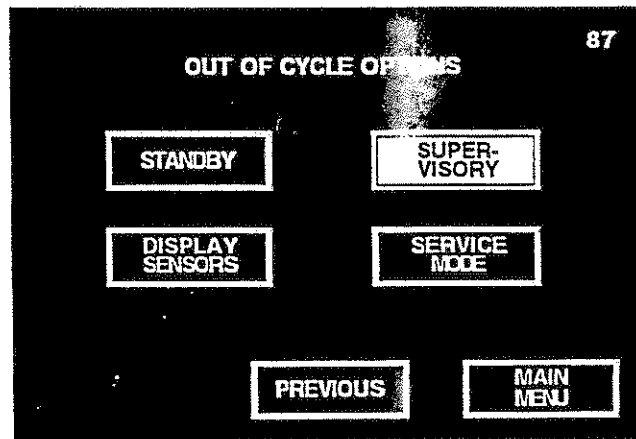 87
OUT OF CYCLE OPTIONS
STANDBY
SUPER-
VISORY
DISPLAY
SENSORS
SERVICE
MODE
PREVIOUS
MAIN
MENU